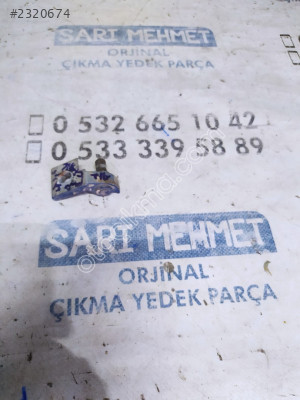 #2320674
SARI MEHMET
ORJİNAL
ÇIKMA YEDEK PARÇA
0 532 665 10 42
0 533 339 58 89
SARI MEHMET
ORJİNAL
ÇIKMA YEDEK PARÇA